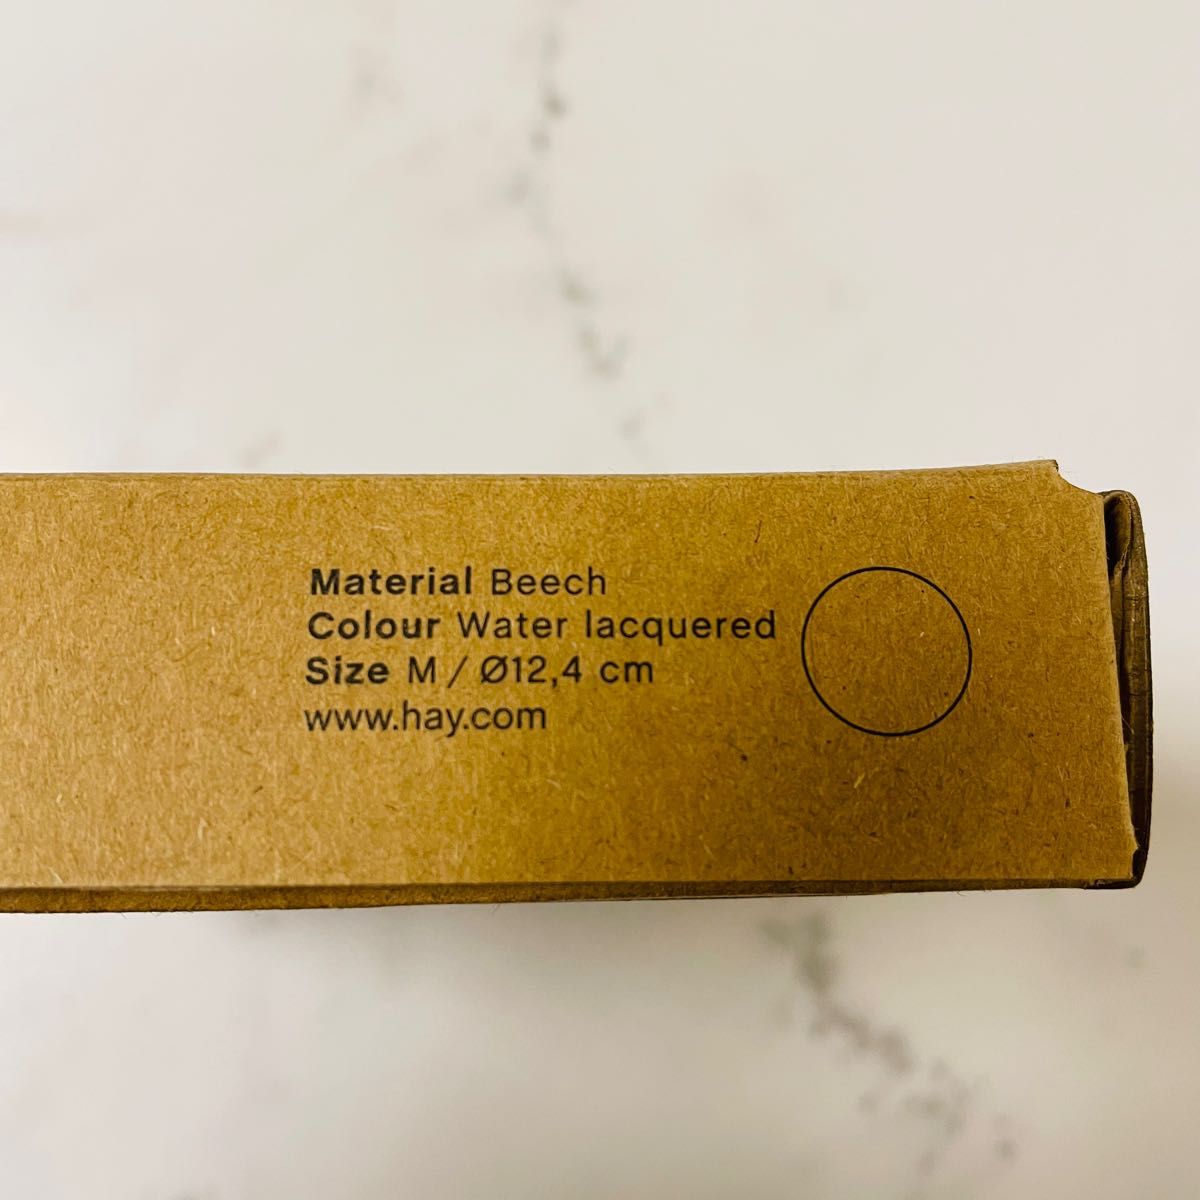 Material Beech
Colour Water lacquered
Size M / Ø12,4 cm
www.hay.com